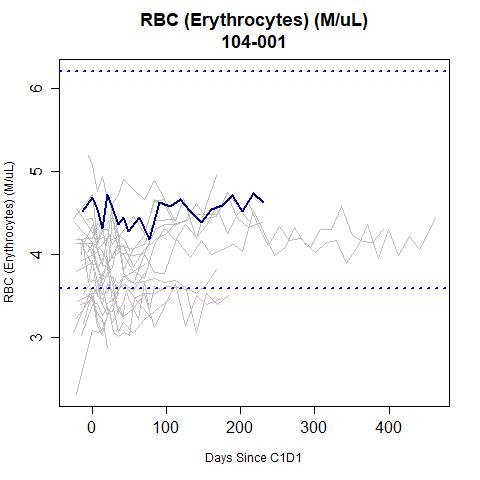 RBC (Erythrocytes) (M/uL)
104-001
RBC (Erythrocytes) (M/uL)
6
5
4
3
0 100 200 300 400
Days Since C1D1